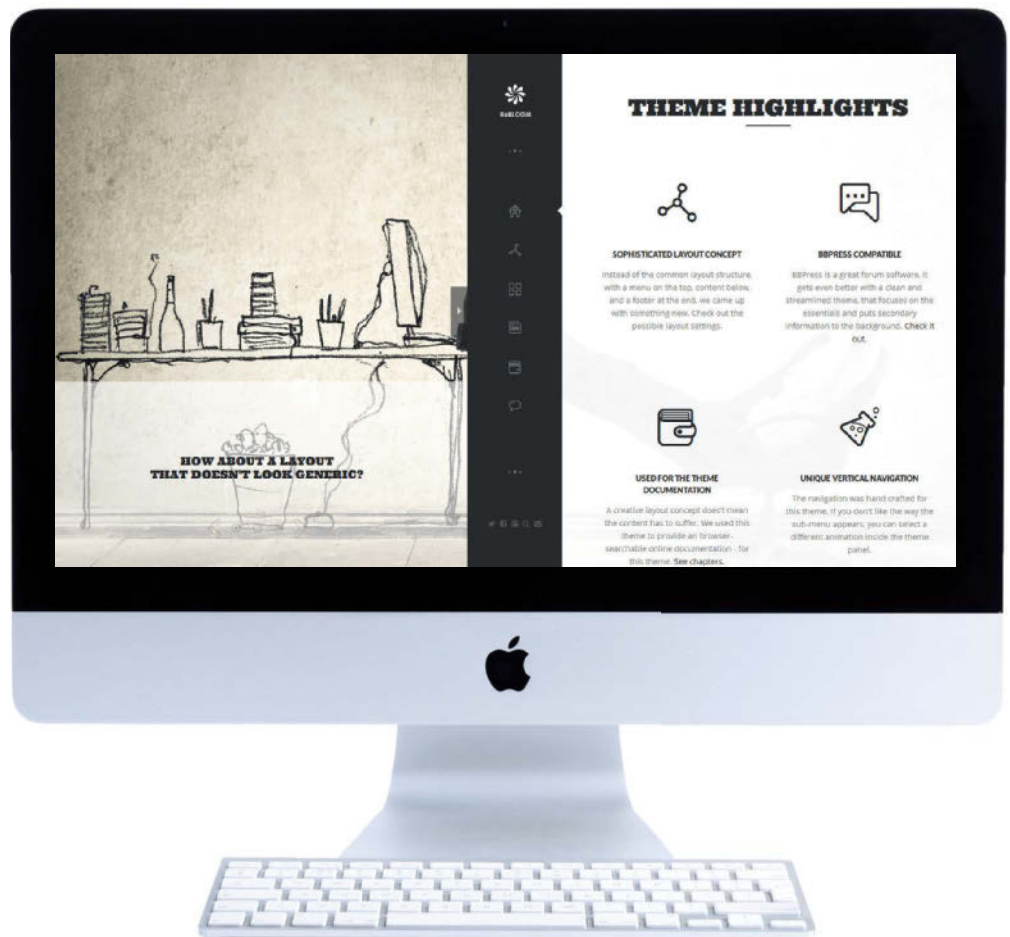 HOW ABOUT A LAYOUT
THAT DOESN'T LOOK GENERIC?
ReBLOOM
THEME HIGHLIGHTS
SOPHISTICATED LAYOUT CONCEPT
Instead of the common layout structure,
with a menu on the top, content below,
and a footer at the end, we came up
with something new. Check out the
possible layout settings.
BBPRESS COMPATIBLE
BBPress is a great forum software. It
gets even better with a clean and
streamlined theme, that focuses on the
essentials and puts secondary
information to the background. Check it
out.
USED FOR THE THEME
DOCUMENTATION
A creative layout concept does't mean
the content has to suffer. We used this
theme to provide an browser-
searchable online documentation - for
this theme. See chapters.
UNIQUE VERTICAL NAVIGATION
The navigation was hand crafted for
this theme. If you don't like the way the
sub-menu appears, you can select a
different animation inside the theme
panel.